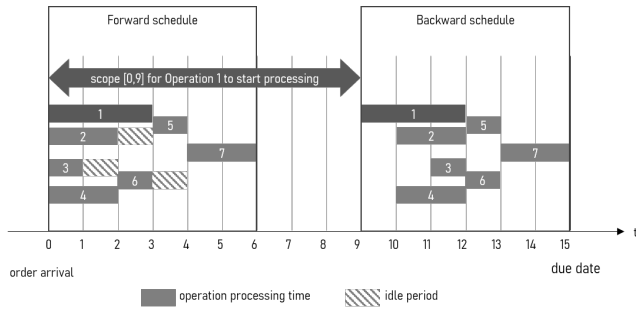 Forward schedule
Backward schedule
scope [0,9] for Operation 1 to start processing
1
1
5
5
2
2
7
7
3
3
6
6
4
4
t
0 1 2 3 4 5 6 7 8 9 10 11 12 13 14 15
order arrival
due date
operation processing time
idle period